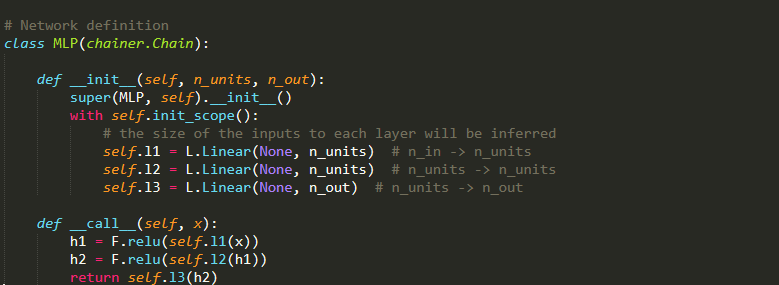 # Network definition
class MLP(chainer.Chain):
    def __init__(self, n_units, n_out):
        super(MLP, self).__init__()
        with self.init_scope():
            # the size of the inputs to each layer will be inferred
            self.l1 = L.Linear(None, n_units)  # n_in -> n_units
            self.l2 = L.Linear(None, n_units)  # n_units -> n_units
            self.l3 = L.Linear(None, n_out)  # n_units -> n_out
    def __call__(self, x):
        h1 = F.relu(self.l1(x))
        h2 = F.relu(self.l2(h1))
        return self.l3(h2)